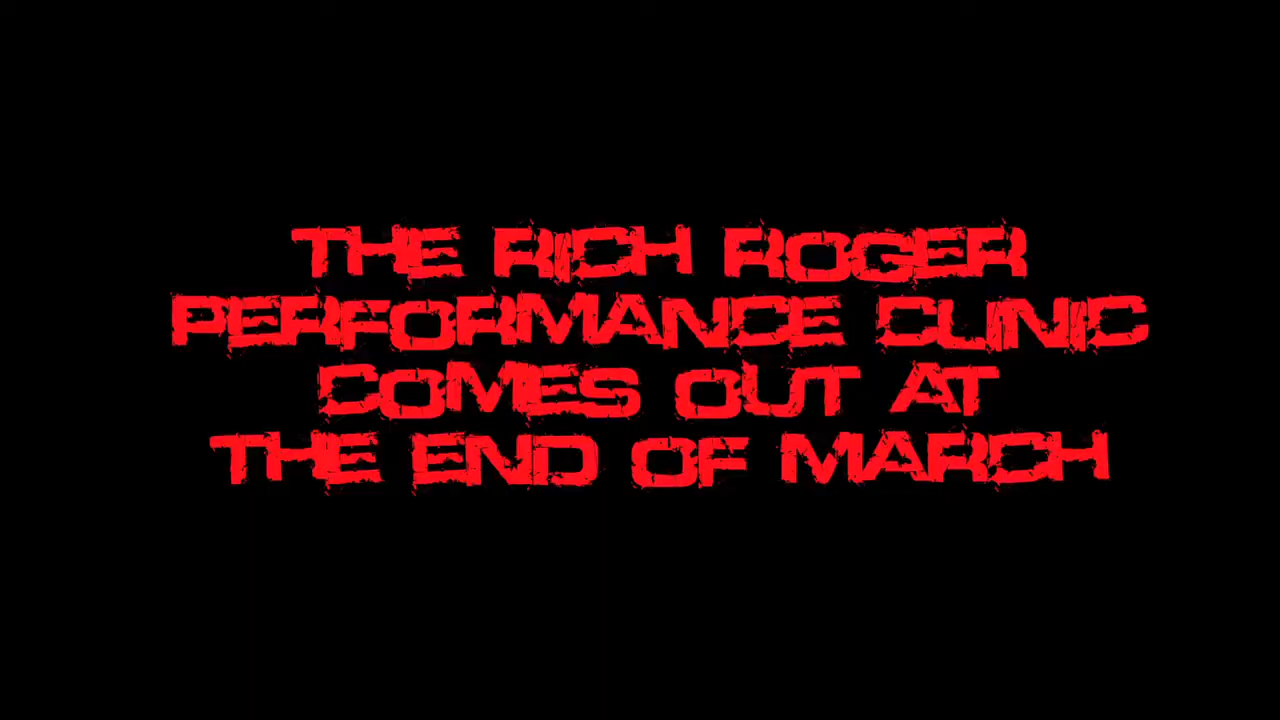 THE RICH ROGER
PERFORMANCE CLINIC
COMES OUT AT
THE END OF MARCH